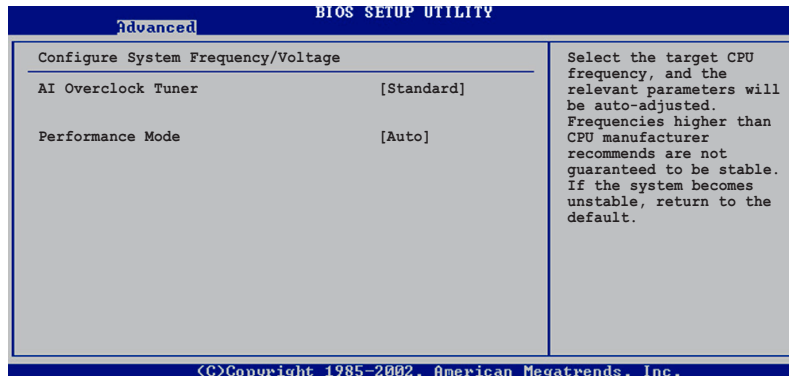 BIOS SETUP UTILITY
Advanced
Configure System Frequency/Voltage
AI Overclock Tuner [Standard]
Performance Mode [Auto]
Select the target CPU
frequency, and the
relevant parameters will
be auto-adjusted.
Frequencies higher than
CPU manufacturer
recommends are not
guaranteed to be stable.
If the system becomes
unstable, return to the
default.
(C)Copyright 1985-2002, American Megatrends, Inc.